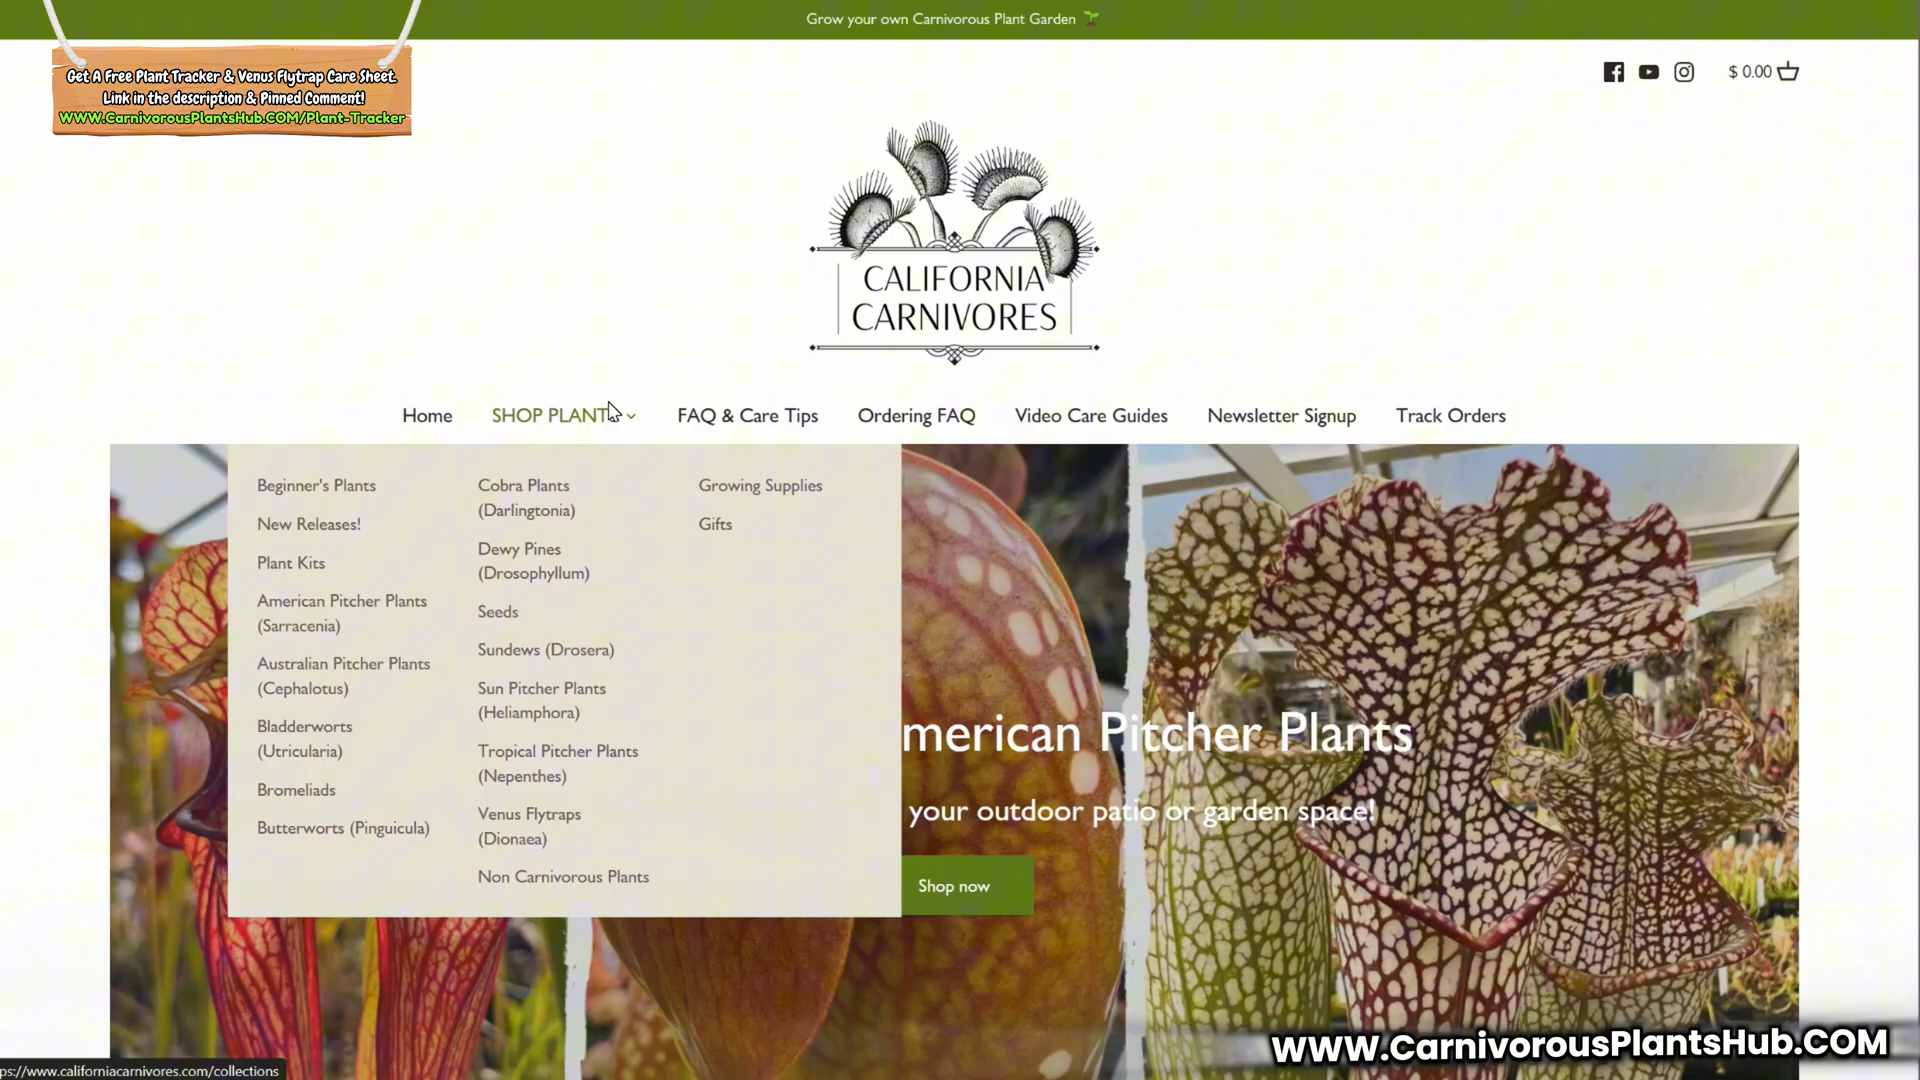 Grow your own Carnivorous Plant Garden
Get A Free Plant Tracker & Venus Flytrap Care Sheet.
Link in the description & Pinned Comment!
WWW.CarnivorousPlantsHub.COM/Plant-Tracker
$ 0.00
CALIFORNIA
CARNIVORES
Home
SHOP PLANTS
FAQ & Care Tips
Ordering FAQ
Video Care Guides
Newsletter Signup
Track Orders
Beginner's Plants
New Releases!
Plant Kits
American Pitcher Plants
(Sarracenia)
Australian Pitcher Plants
(Cephalotus)
Bladderworts
(Utricularia)
Bromeliads
Butterworts (Pinguicula)
Cobra Plants
(Darlingtonia)
Dewy Pines
(Drosophyllum)
Seeds
Sundews (Drosera)
Sun Pitcher Plants
(Heliamphora)
Tropical Pitcher Plants
(Nepenthes)
Venus Flytraps
(Dionaea)
Non Carnivorous Plants
Growing Supplies
Gifts
merican Pitcher Plants
your outdoor patio or garden space!
Shop now
WWW.CarnivorousPlantsHub.COM
ps://www.californiacarnivores.com/collections